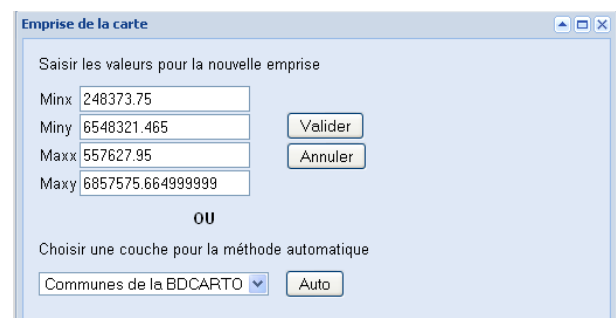 Emprise de la carte
Saisir les valeurs pour la nouvelle emprise
Minx 248373.75
Miny 6548321.465
Valider
Maxx 557627.95
Annuler
Maxy 6857575.664999999
OU
Choisir une couche pour la méthode automatique
Communes de la BDCARTO
Auto